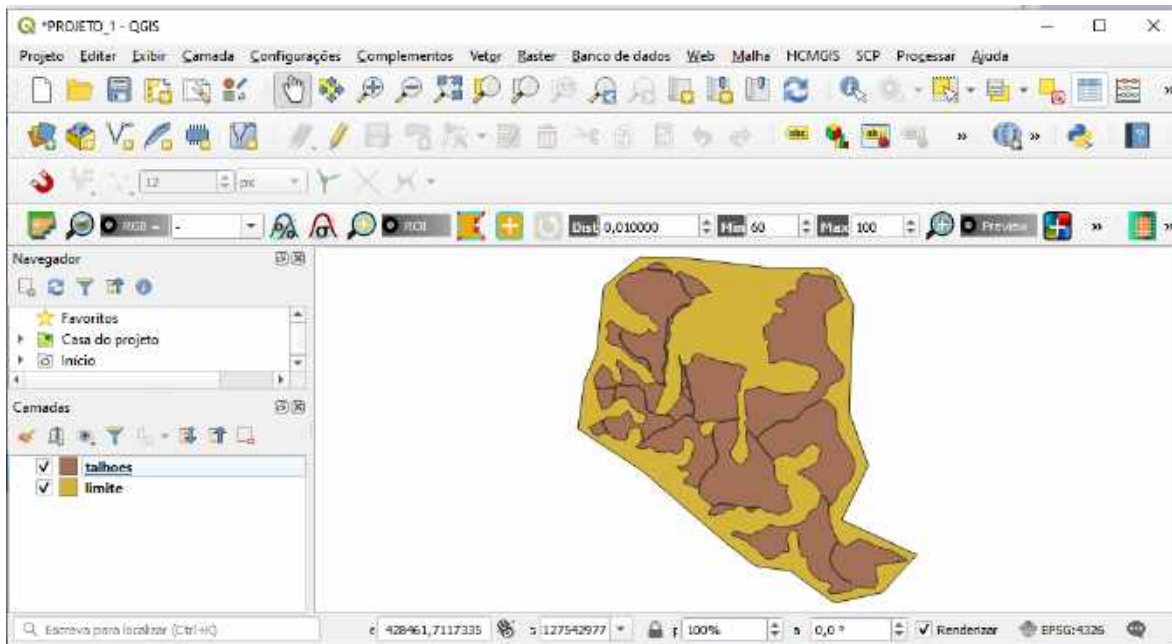 *PROJETO_1 - QGIS
Projeto Editar Exibir Camada Configurações Complementos Vetor Raster Banco de dados Web Malha HCMGIS SCP Processar Ajuda
abc
12 px
RGB = - ROI Dist 0,010000 Min 60 Max 100 Preview
Navegador
Favoritos
Casa do projeto
Início
Camadas
talhoes
limite
Escreva para localizar (Ctrl+K) 428461,7117335 127542977 100% 0,0 ° Renderizar EPSG:4326